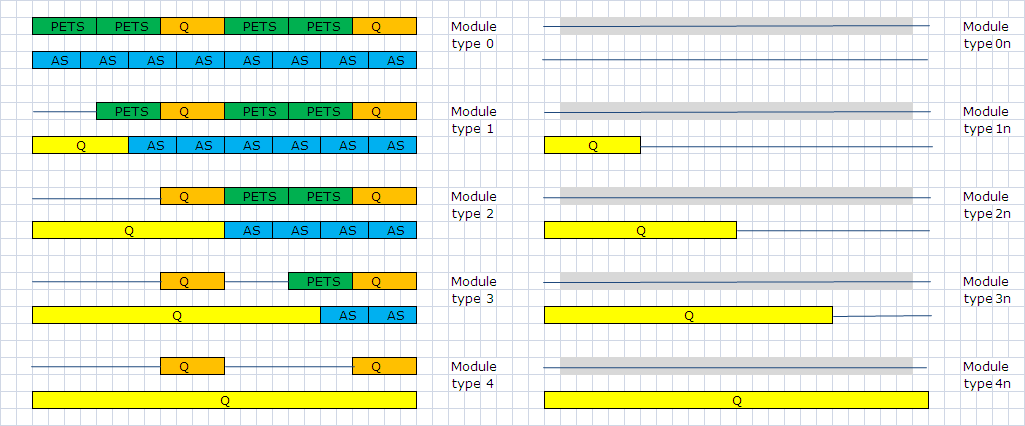 PETS PETS Q PETS PETS Q Module type 0
AS AS AS AS AS AS AS AS
Module type 0n
PETS Q PETS PETS Q Module type 1
Q AS AS AS AS AS AS
Module type 1n
Q
Q PETS PETS Q Module type 2
Q AS AS AS AS
Module type 2n
Q
Q PETS Q Module type 3
Q AS AS
Module type 3n
Q
Q Q Module type 4
Q
Module type 4n
Q